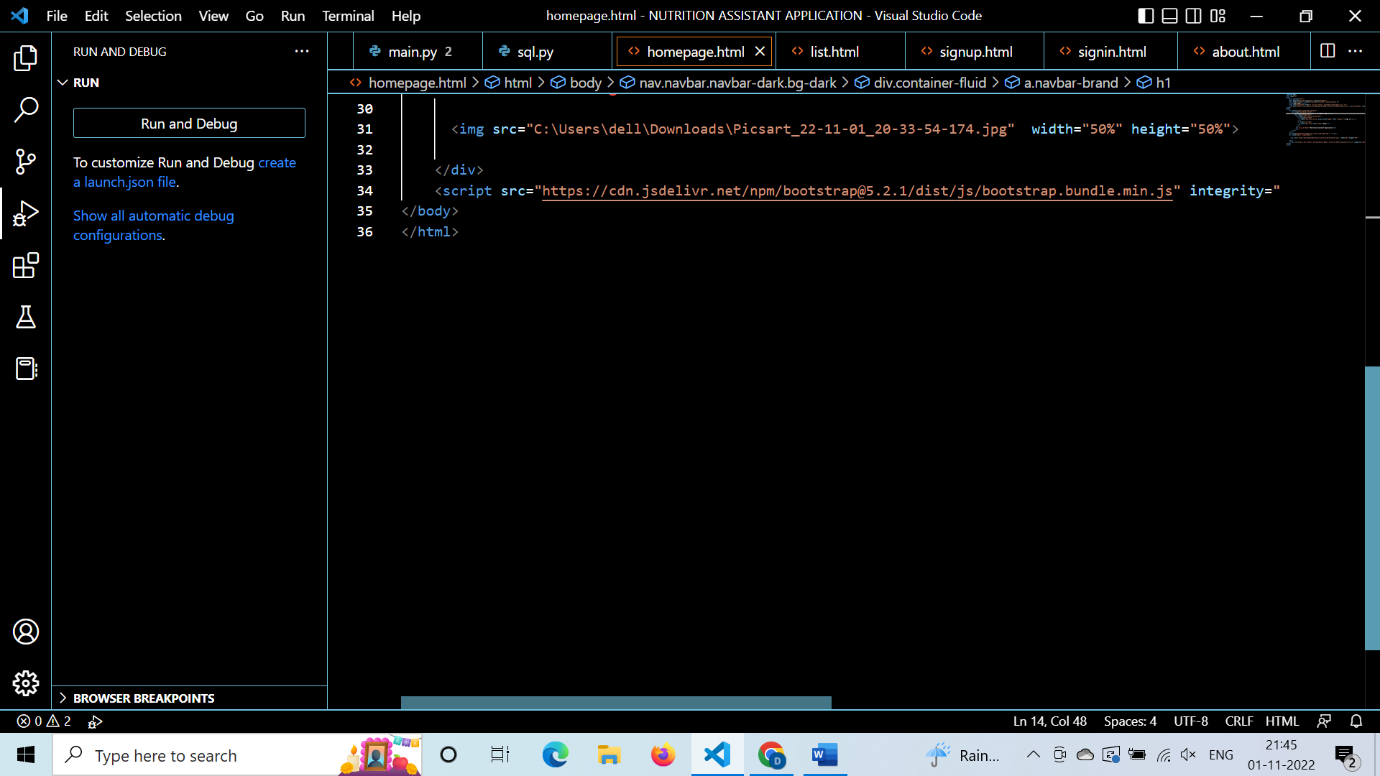 File Edit Selection View Go Run Terminal Help homepage.html - NUTRITION ASSISTANT APPLICATION - Visual Studio Code
RUN AND DEBUG ···
main.py 2 sql.py homepage.html list.html signup.html signin.html about.html ···
homepage.html > html > body > nav.navbar.navbar-dark.bg-dark > div.container-fluid > a.navbar-brand > h1
RUN
Run and Debug
To customize Run and Debug create
a launch.json file.
Show all automatic debug
configurations.
30
31 <img src="C:\Users\dell\Downloads\Picsart_22-11-01_20-33-54-174.jpg"  width="50%" height="50%">
32
33 </div>
34 <script src="https://cdn.jsdelivr.net/npm/bootstrap@5.2.1/dist/js/bootstrap.bundle.min.js" integrity="
35 </body>
36 </html>
BROWSER BREAKPOINTS
0 2 Ln 14, Col 48 Spaces: 4 UTF-8 CRLF HTML
Type here to search D W Rain... ENG 21:45
01-11-2022 2